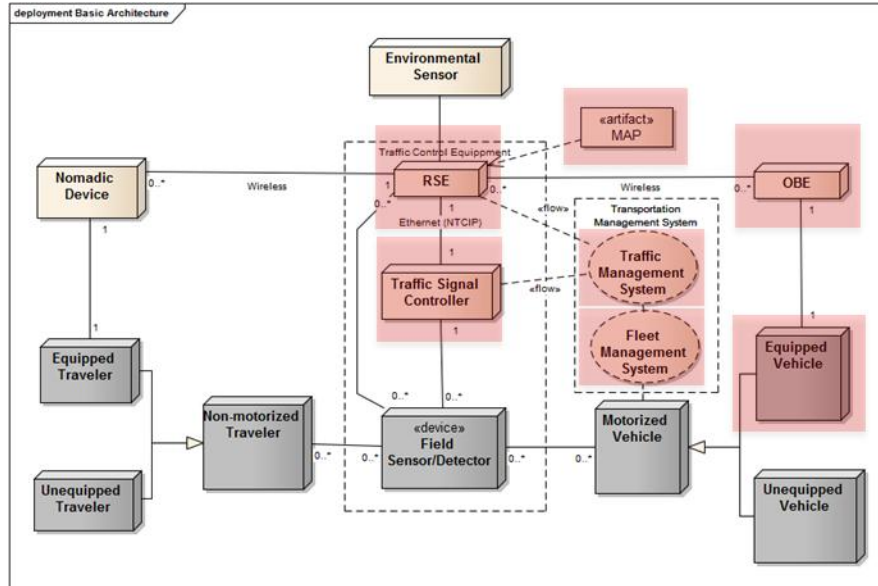 deployment Basic Architecture
Environmental
Sensor
«artifact»
MAP
Traffic Control Equippment
Nomadic
Device
0..*
Wireless
1
RSE
0..*
0..*
Wireless
0..*
OBE
1
1
1
Ethernet (NTCIP)
«flow»
Transportation
Management System
1
Traffic Signal
Controller
1
«flow»
Traffic
Management
System
Fleet
Management
System
1
Equipped
Vehicle
1
Equipped
Traveler
Non-motorized
Traveler
0..*
0..*
0..*
0..*
«device»
Field
Sensor/Detector
0..*
0..*
Motorized
Vehicle
Unequipped
Traveler
Unequipped
Vehicle